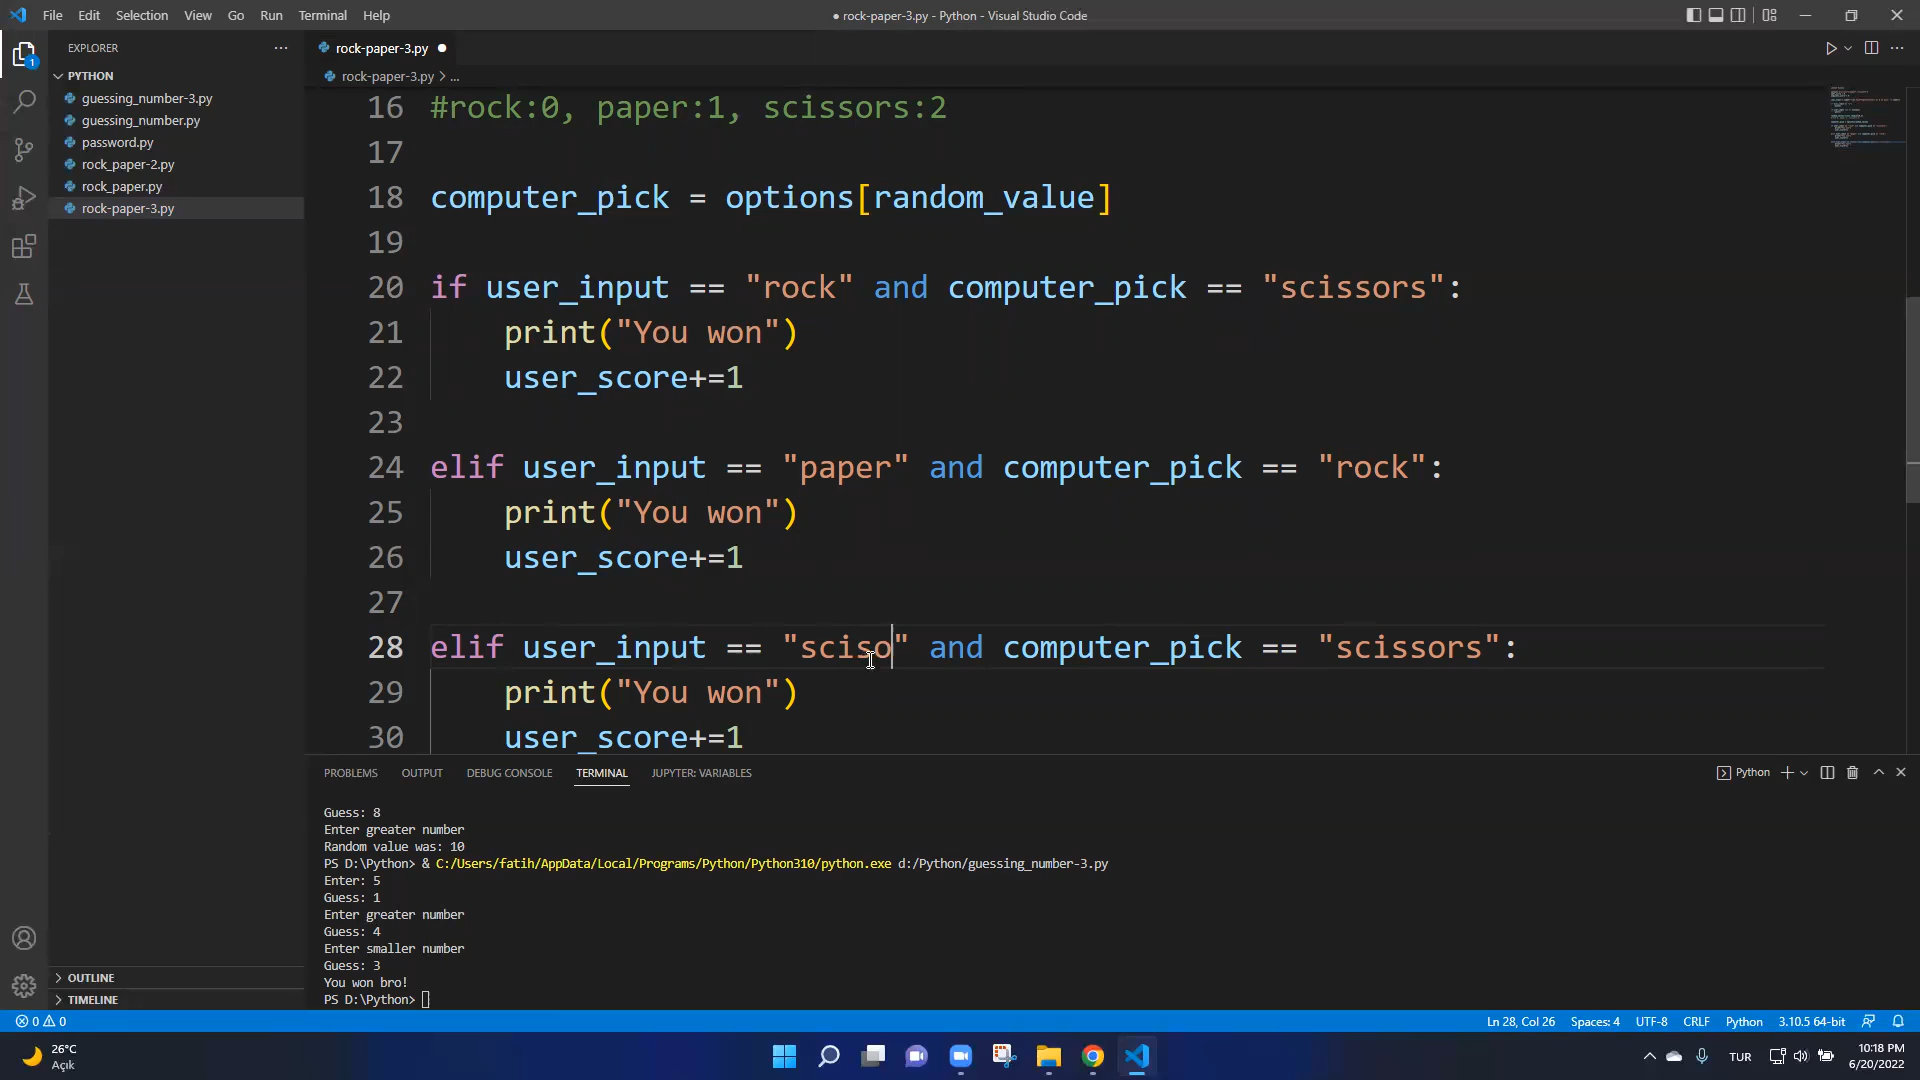 File Edit Selection View Go Run Terminal Help
● rock-paper-3.py - Python - Visual Studio Code
EXPLORER
PYTHON
guessing_number-3.py
guessing_number.py
password.py
rock_paper-2.py
rock_paper.py
rock-paper-3.py
OUTLINE
TIMELINE
1
rock-paper-3.py
rock-paper-3.py > ...
16 #rock:0, paper:1, scissors:2
17
18 computer_pick = options[random_value]
19
20 if user_input == "rock" and computer_pick == "scissors":
21 print("You won")
22 user_score+=1
23
24 elif user_input == "paper" and computer_pick == "rock":
25 print("You won")
26 user_score+=1
27
28 elif user_input == "sciso" and computer_pick == "scissors":
29 print("You won")
30 user_score+=1
PROBLEMS OUTPUT DEBUG CONSOLE TERMINAL JUPYTER: VARIABLES
Python
Guess: 8
Enter greater number
Random value was: 10
PS D:\Python> & C:/Users/fatih/AppData/Local/Programs/Python/Python310/python.exe d:/Python/guessing_number-3.py
Enter: 5
Guess: 1
Enter greater number
Guess: 4
Enter smaller number
Guess: 3
You won bro!
PS D:\Python>
0 0
Ln 28, Col 26 Spaces: 4 UTF-8 CRLF Python 3.10.5 64-bit
26°C
Açık
TUR
10:18 PM
6/20/2022